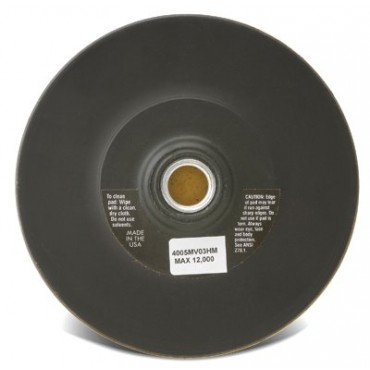 To clean
pad: Wipe
with a clean,
dry cloth.
Do not use
solvents.
MADE
IN THE
USA
4005MV03HM
MAX 12,000
CAUTION: Edge
of pad may tear
if run against
sharp edges. Do
not use if pad is
torn. Always
wear eye, face
and body
protection.
See ANSI